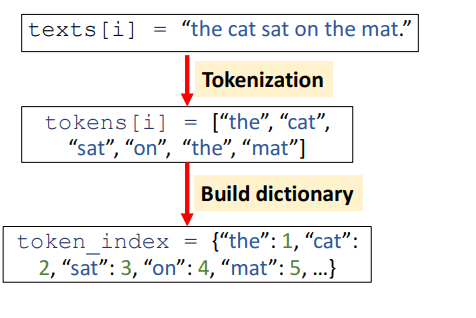 texts[i] = “the cat sat on the mat.”
Tokenization
tokens[i] = [“the”, “cat”,
“sat”, “on”, “the”, “mat”]
Build dictionary
token_index = {“the”: 1, “cat”:
2, “sat”: 3, “on”: 4, “mat”: 5, …}